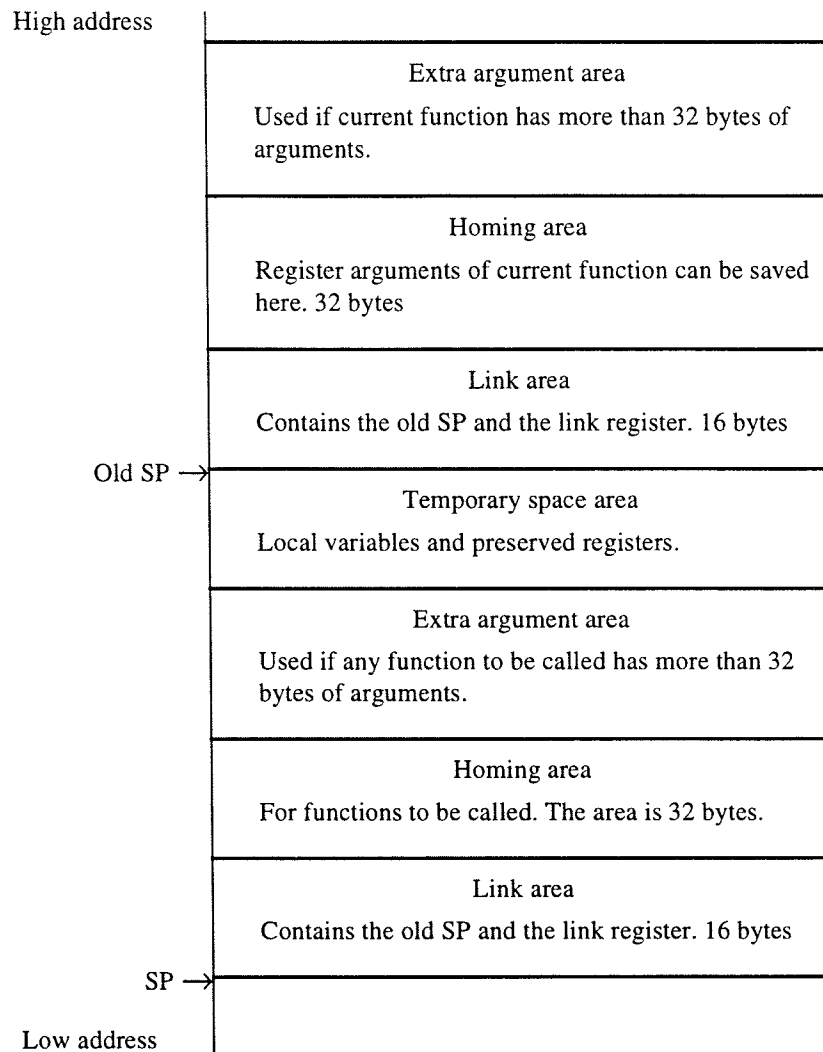 High address
Extra argument area
Used if current function has more than 32 bytes of
arguments.
Homing area
Register arguments of current function can be saved
here. 32 bytes
Link area
Contains the old SP and the link register. 16 bytes
Old SP →
Temporary space area
Local variables and preserved registers.
Extra argument area
Used if any function to be called has more than 32
bytes of arguments.
Homing area
For functions to be called. The area is 32 bytes.
Link area
Contains the old SP and the link register. 16 bytes
SP →
Low address